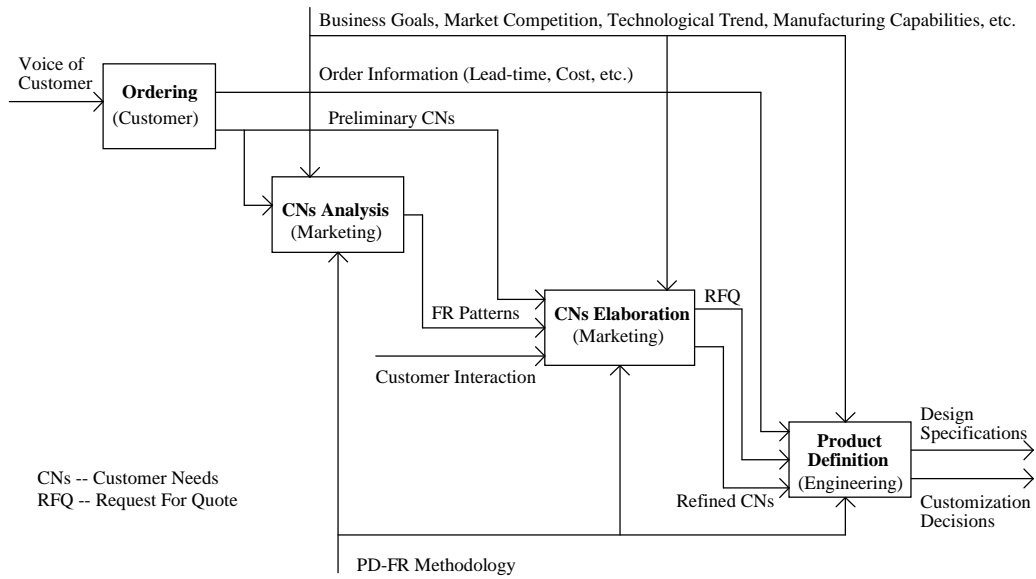 Business Goals, Market Competition, Technological Trend, Manufacturing Capabilities, etc.
Voice of
Customer
Ordering
(Customer)
Order Information (Lead-time, Cost, etc.)
Preliminary CNs
CNs Analysis
(Marketing)
FR Patterns
CNs Elaboration
(Marketing)
RFQ
Customer Interaction
Product
Definition
(Engineering)
Design
Specifications
Refined CNs
Customization
Decisions
CNs -- Customer Needs
RFQ -- Request For Quote
PD-FR Methodology